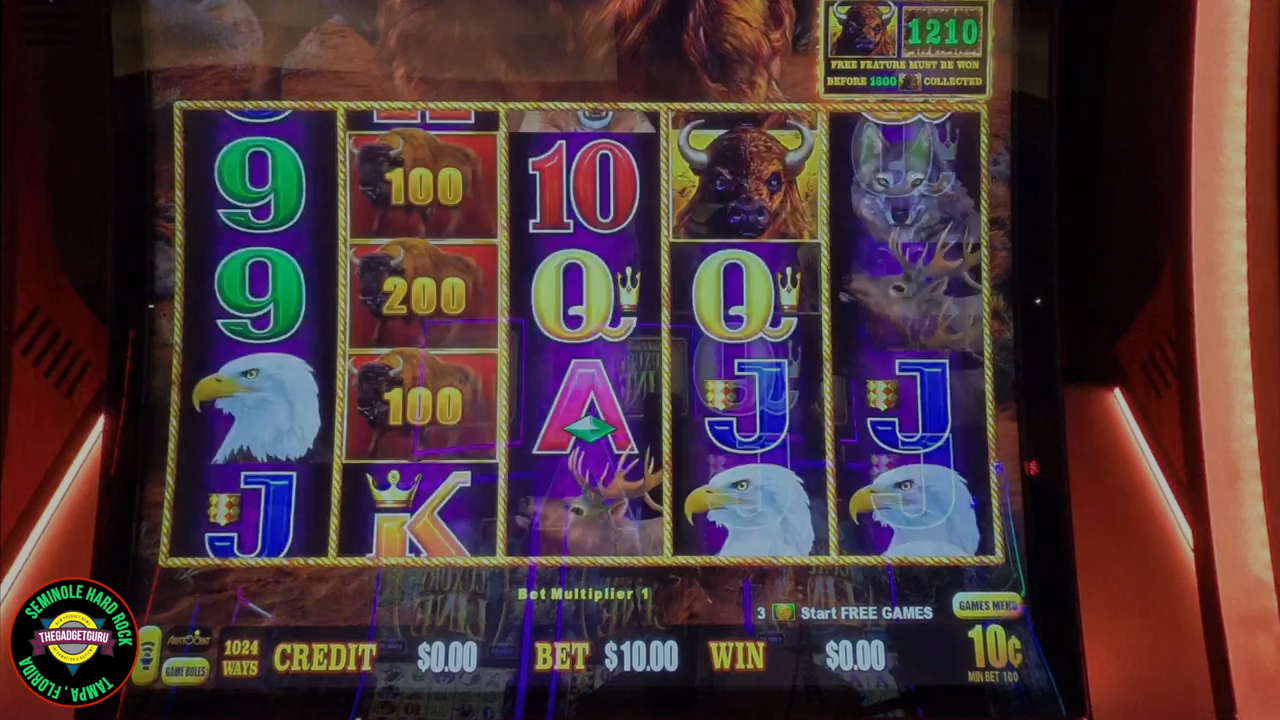 1210
FREE FEATURE MUST BE WON
BEFORE 1800 COLLECTED
9 100 10
9 200 Q Q
100 A J J
J K
Bet Multiplier 1
3 Start FREE GAMES
GAMES MENU
ARISTOCRAT
GAME RULES
1024
WAYS
CREDIT $0.00 BET $10.00 WIN $0.00 10¢
MIN BET 100
SEMINOLE HARD ROCK
THEGADGETGURU
TAMPA, FLORIDA